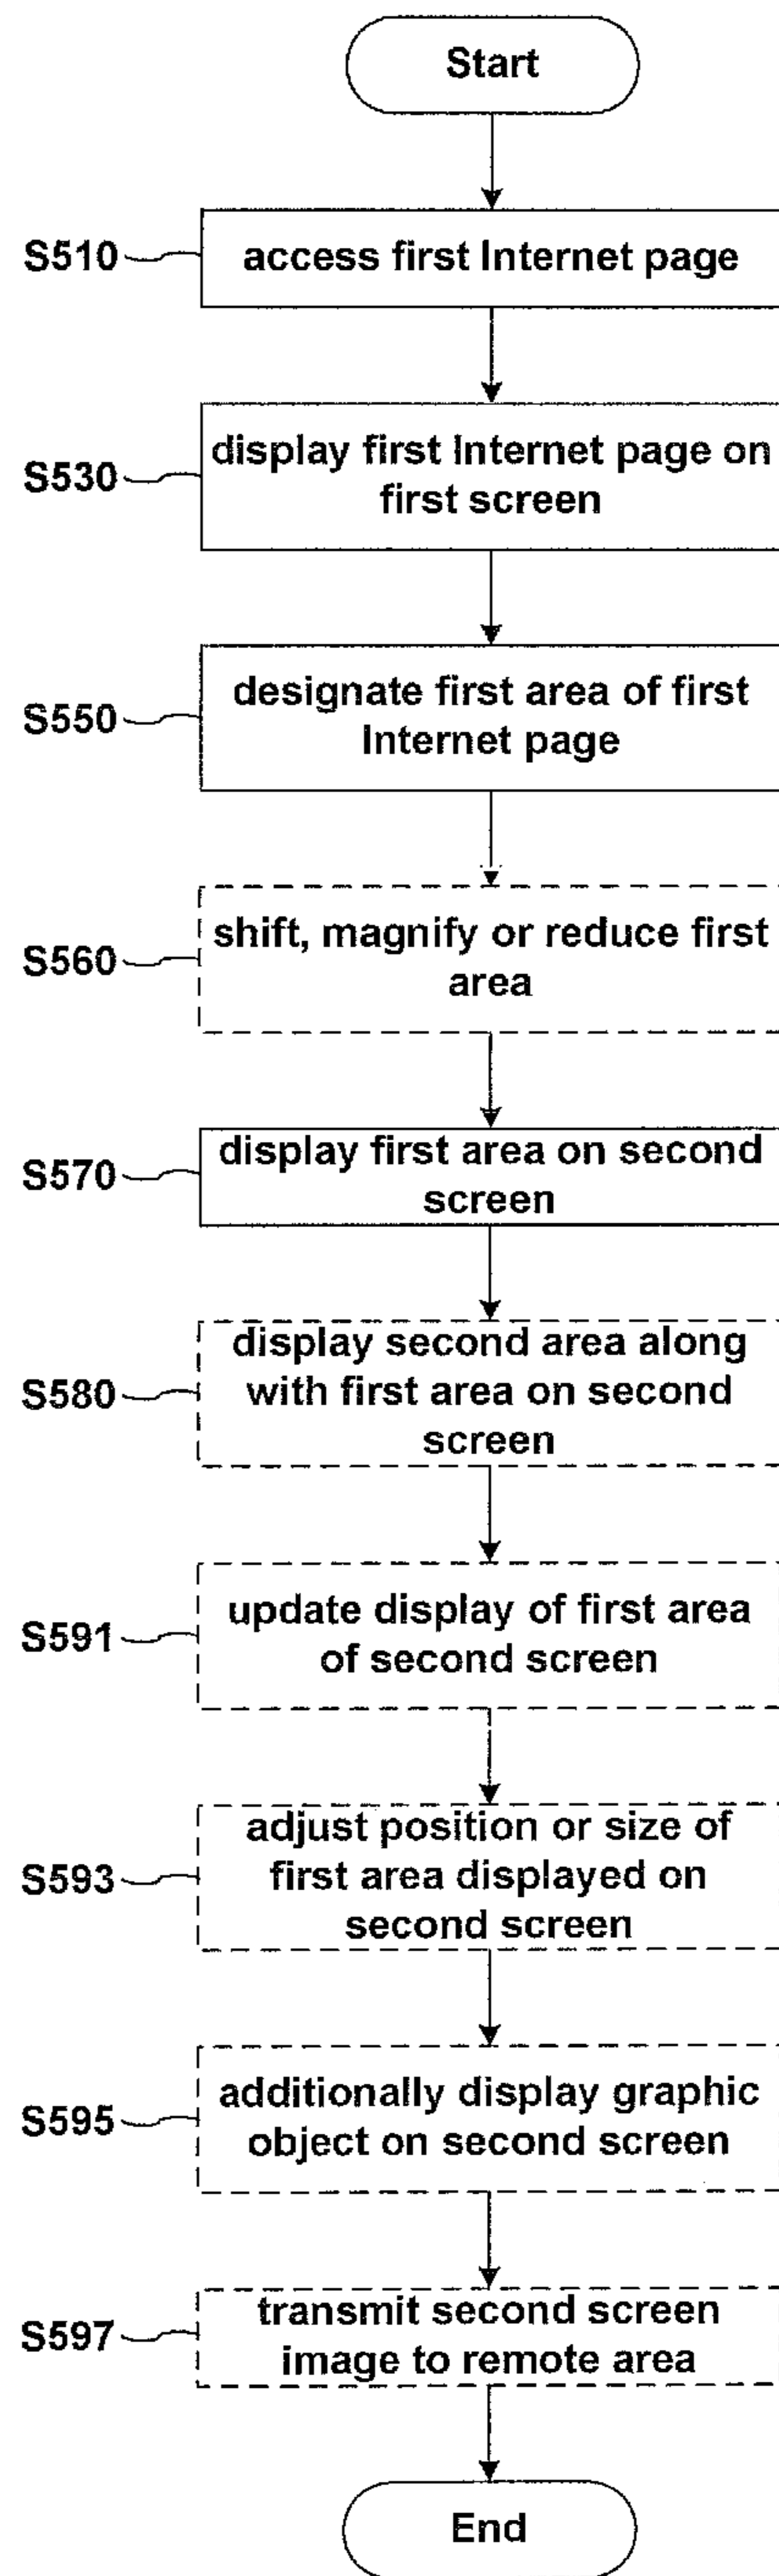 Start
S510
access first Internet page
S530
display first Internet page on
first screen
S550
designate first area of first
Internet page
S560
shift, magnify or reduce first
area
S570
display first area on second
screen
S580
display second area along
with first area on second
screen
S591
update display of first area
of second screen
S593
adjust position or size of
first area displayed on
second screen
S595
additionally display graphic
object on second screen
S597
transmit second screen
image to remote area
End